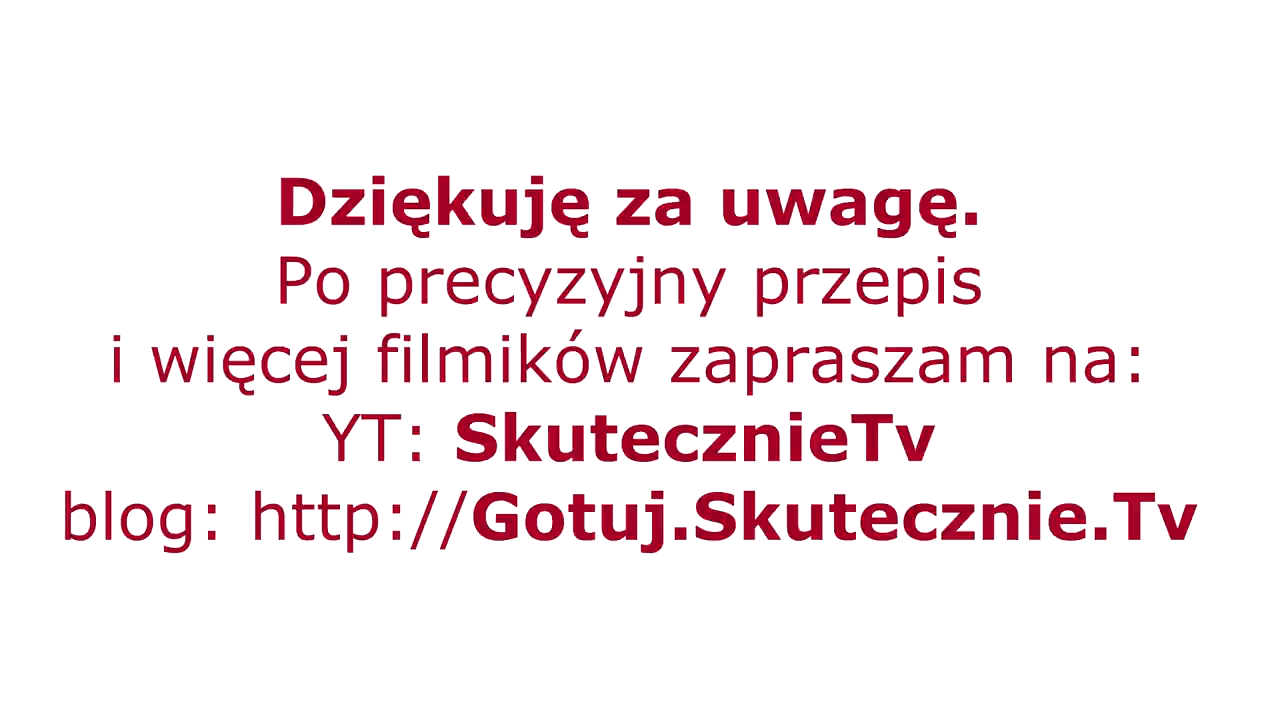 Dziękuję za uwagę.
Po precyzyjny przepis
i więcej filmików zapraszam na:
YT: SkutecznieTv
blog: http://Gotuj.Skutecznie.Tv